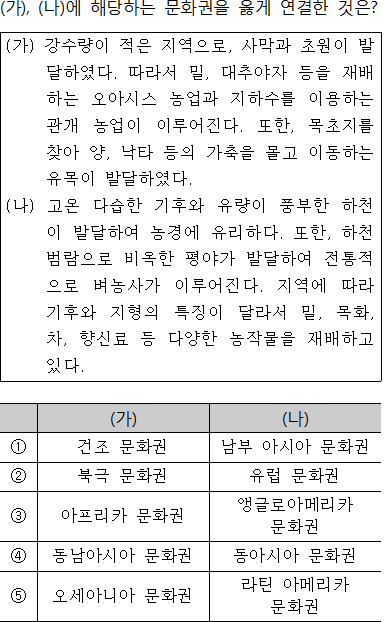 (가), (나)에 해당하는 문화권을 옳게 연결한 것은?
(가) 강수량이 적은 지역으로, 사막과 초원이 발
달하였다. 따라서 밀, 대추야자 등을 재배
하는 오아시스 농업과 지하수를 이용하는
관개 농업이 이루어진다. 또한, 목초지를
찾아 양, 낙타 등의 가축을 몰고 이동하는
유목이 발달하였다.
(나) 고온 다습한 기후와 유량이 풍부한 하천
이 발달하여 농경에 유리하다. 또한, 하천
범람으로 비옥한 평야가 발달하여 전통적
으로 벼농사가 이루어진다. 지역에 따라
기후와 지형의 특징이 달라서 밀, 목화,
차, 향신료 등 다양한 농작물을 재배하고
있다.
(가) (나)
① 건조 문화권 남부 아시아 문화권
② 북극 문화권 유럽 문화권
③ 아프리카 문화권 앵글로아메리카
문화권
④ 동남아시아 문화권 동아시아 문화권
⑤ 오세아니아 문화권 라틴 아메리카
문화권